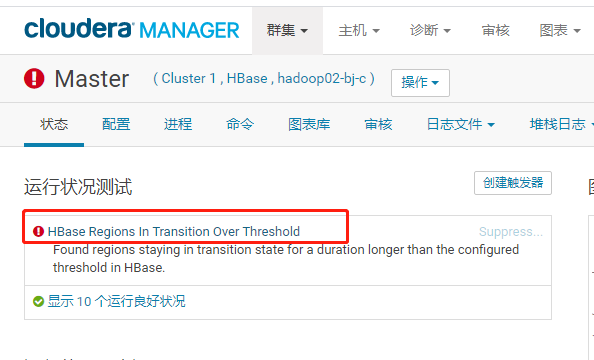 cloudera MANAGER 群集 主机 诊断 审核 图表
Master ( Cluster 1 , HBase , hadoop02-bj-c ) 操作
状态 配置 进程 命令 图表库 审核 日志文件 堆栈日志
运行状况测试 创建触发器
HBase Regions In Transition Over Threshold Suppress...
Found regions staying in transition state for a duration longer than the configured
threshold in HBase.
显示 10 个运行良好状况